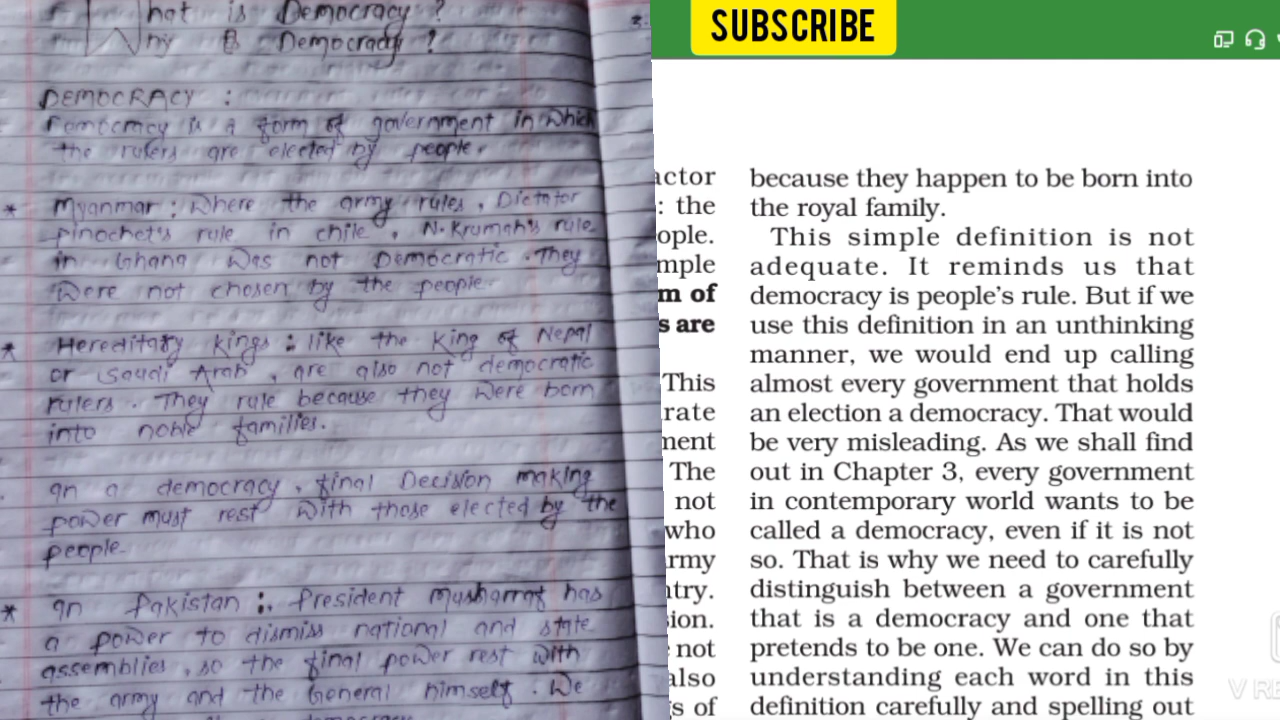 What is Democracy ?
Why is Democracy ?
DEMOCRACY :
Democracy is a form of government in which
the rulers are elected by people.
* Myanmar : Where the army rules , Dictator
pinochet's rule in chile , N.Krumah's rule
in Ghana was not Democratic . They
were not chosen by the people.
* Hereditary kings : like the king of Nepal
or Saudi Arab , are also not democratic
rulers . They rule because they were born
into noble families.
In a democracy , final Decision making
power must rest with those elected by the
people.
* In Pakistan : President Musharraf has
a power to dismiss national and state
assemblies , so the final power rest with
the army and the General himself . We
democracy
SUBSCRIBE
actor
: the
ople.
mple
m of
s are
This
rate
ment
The
not
who
rmy
ntry.
sion.
not
also
gs of
because they happen to be born into
the royal family.
This simple definition is not
adequate. It reminds us that
democracy is people's rule. But if we
use this definition in an unthinking
manner, we would end up calling
almost every government that holds
an election a democracy. That would
be very misleading. As we shall find
out in Chapter 3, every government
in contemporary world wants to be
called a democracy, even if it is not
so. That is why we need to carefully
distinguish between a government
that is a democracy and one that
pretends to be one. We can do so by
understanding each word in this
definition carefully and spelling out
V RE